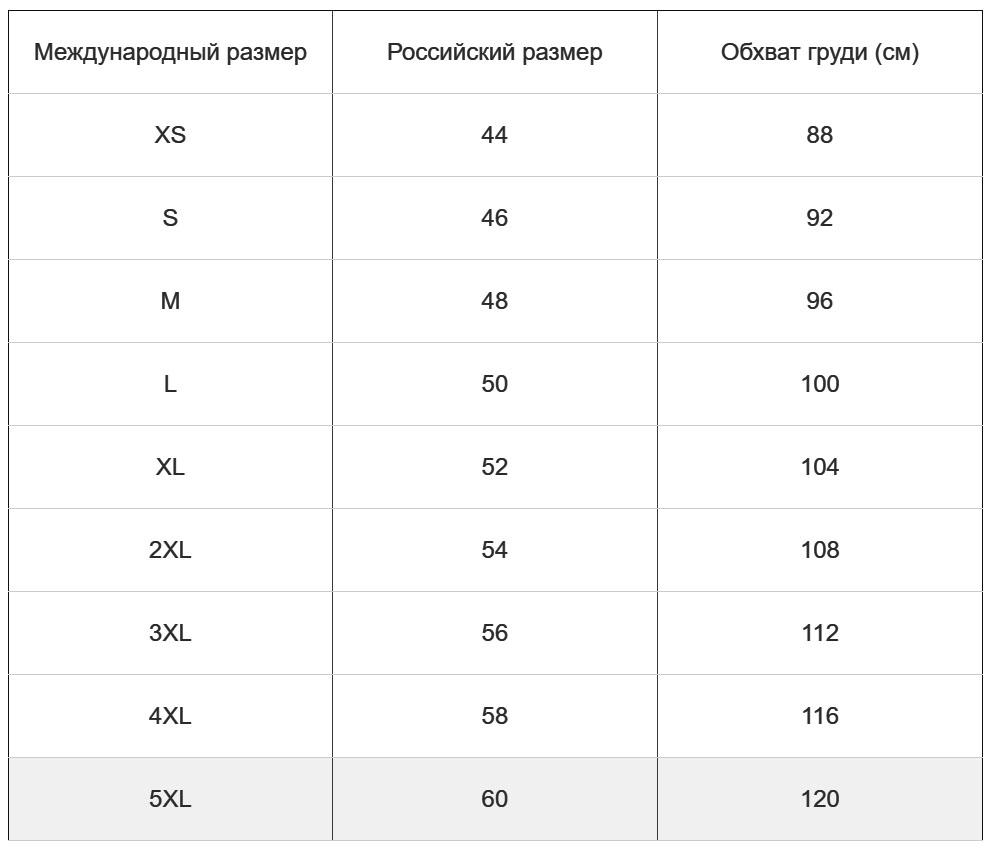 Международный размер Российский размер Обхват груди (см)
XS 44 88
S 46 92
M 48 96
L 50 100
XL 52 104
2XL 54 108
3XL 56 112
4XL 58 116
5XL 60 120